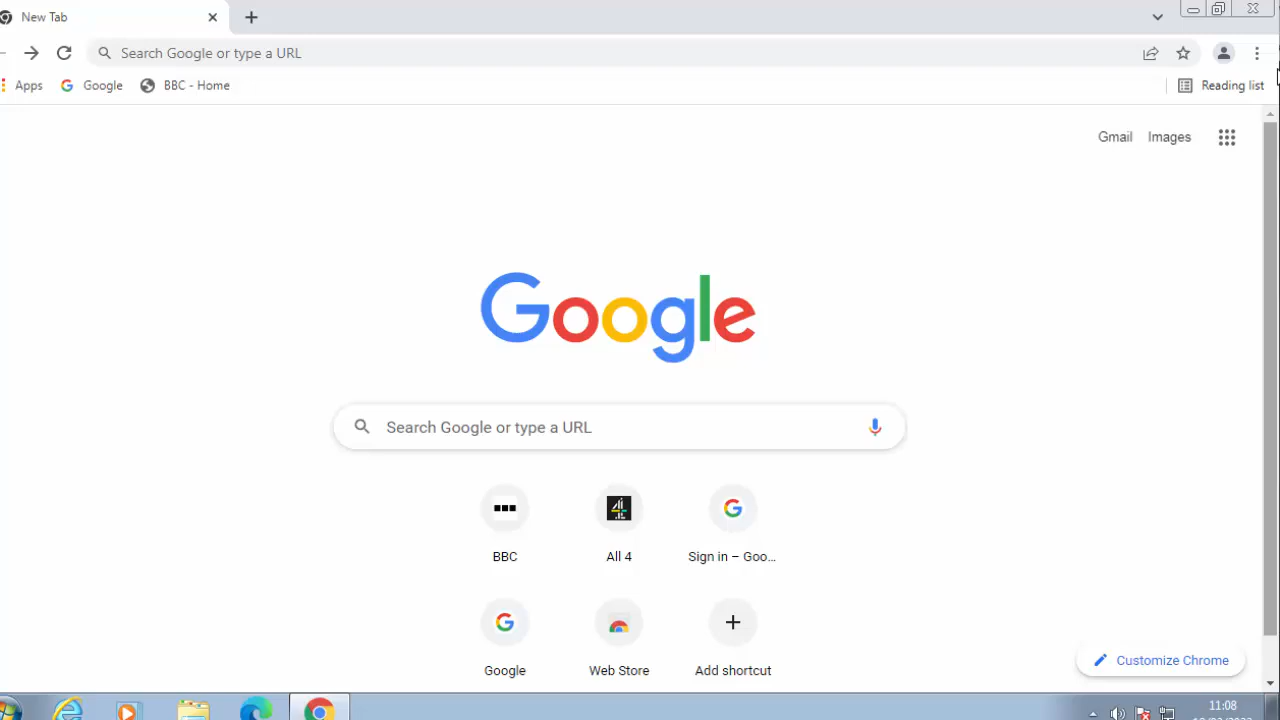 New Tab
Search Google or type a URL
Apps
Google
BBC - Home
Reading list
Gmail
Images
Google
Search Google or type a URL
BBC
All 4
Sign in – Goo...
Google
Web Store
Add shortcut
Customize Chrome
11:08